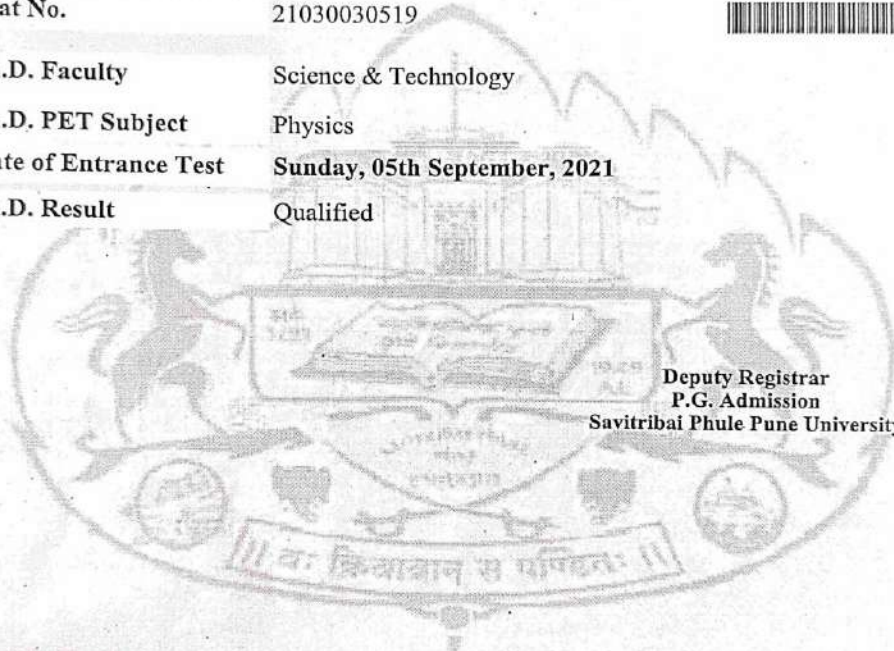 at No. 21030030519
.D. Faculty Science & Technology
.D. PET Subject Physics
ate of Entrance Test Sunday, 05th September, 2021
.D. Result Qualified
Deputy Registrar
P.G. Admission
Savitribai Phule Pune University
॥ यः क्रियावान् स पण्डितः ॥